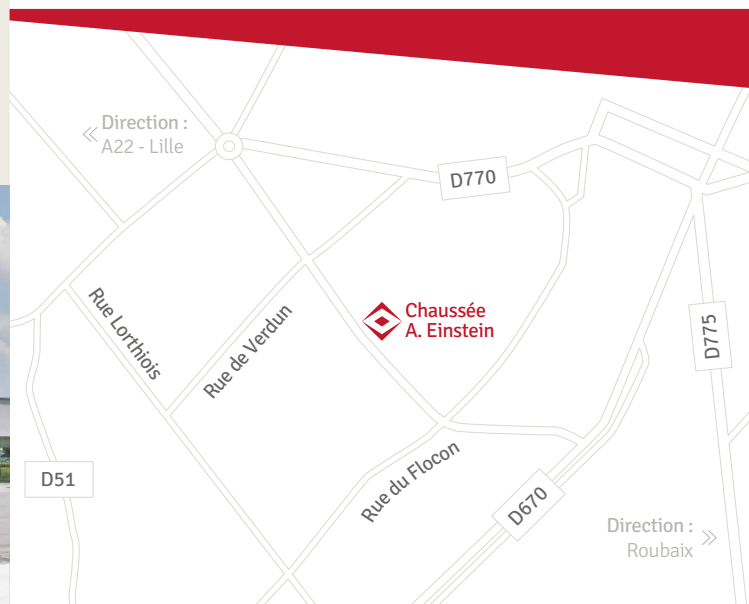 Direction :
A22 - Lille
D770
Rue Lorthiois
Rue de Verdun
Chaussée
A. Einstein
D775
D51
Rue du Flocon
D670
Direction :
Roubaix